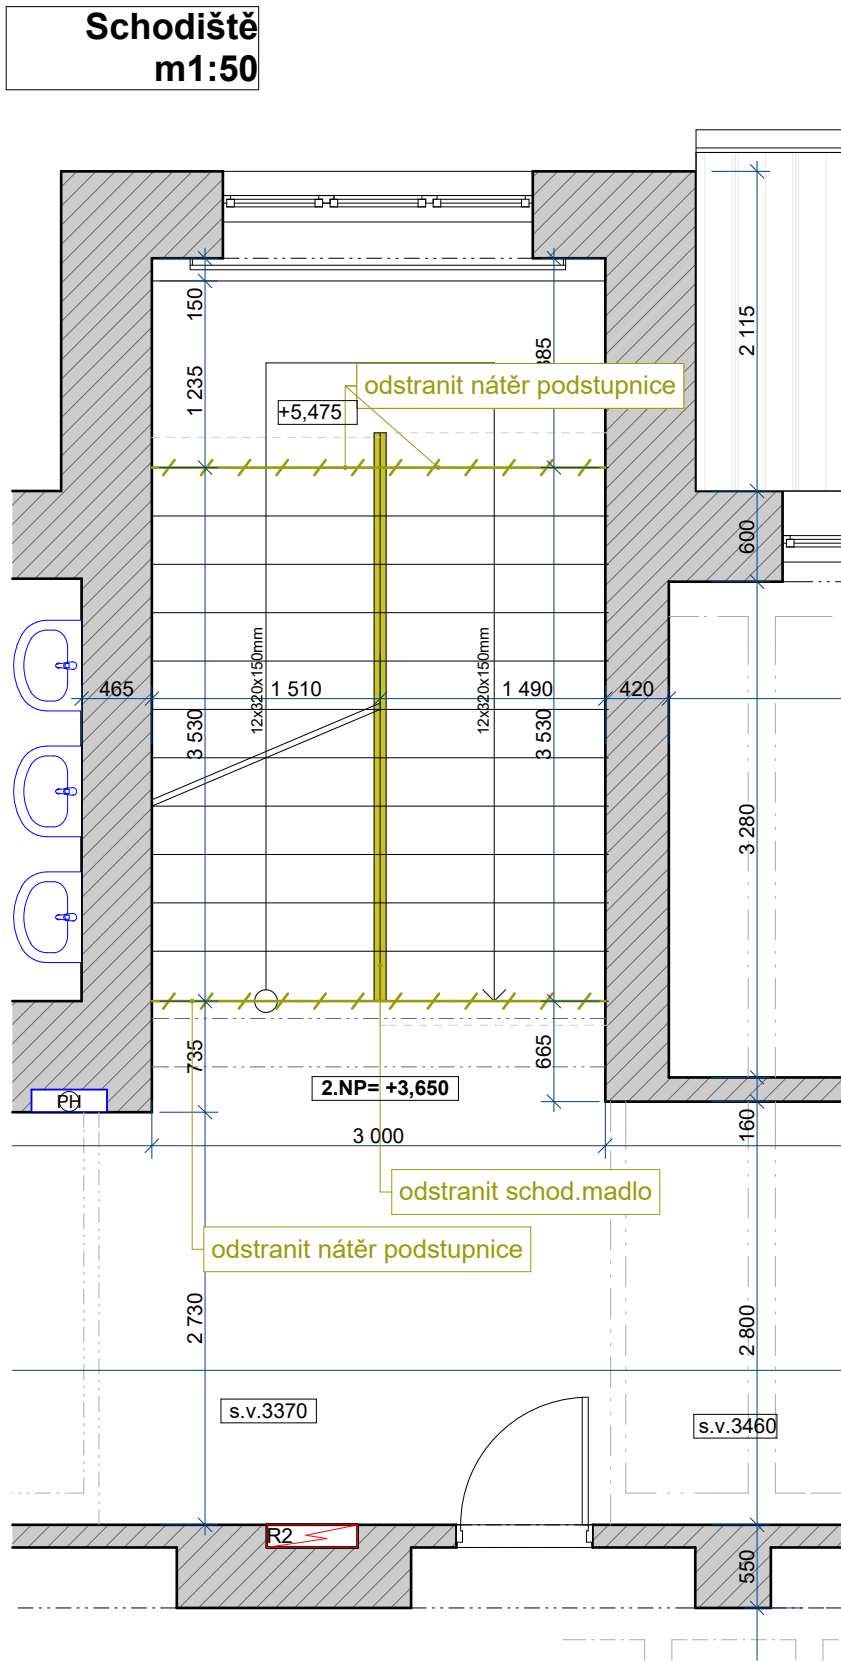 Schodiště
m1:50
2 115
150
1 235
odstranit nátěr podstupnice
+5,475
600
12x320x150mm
12x320x150mm
465
1 510
1 490
420
3 530
3 530
3 280
735
665
PH
2.NP= +3,650
160
3 000
odstranit schod.madlo
odstranit nátěr podstupnice
2 730
2 800
s.v.3370
s.v.3460
R2
550